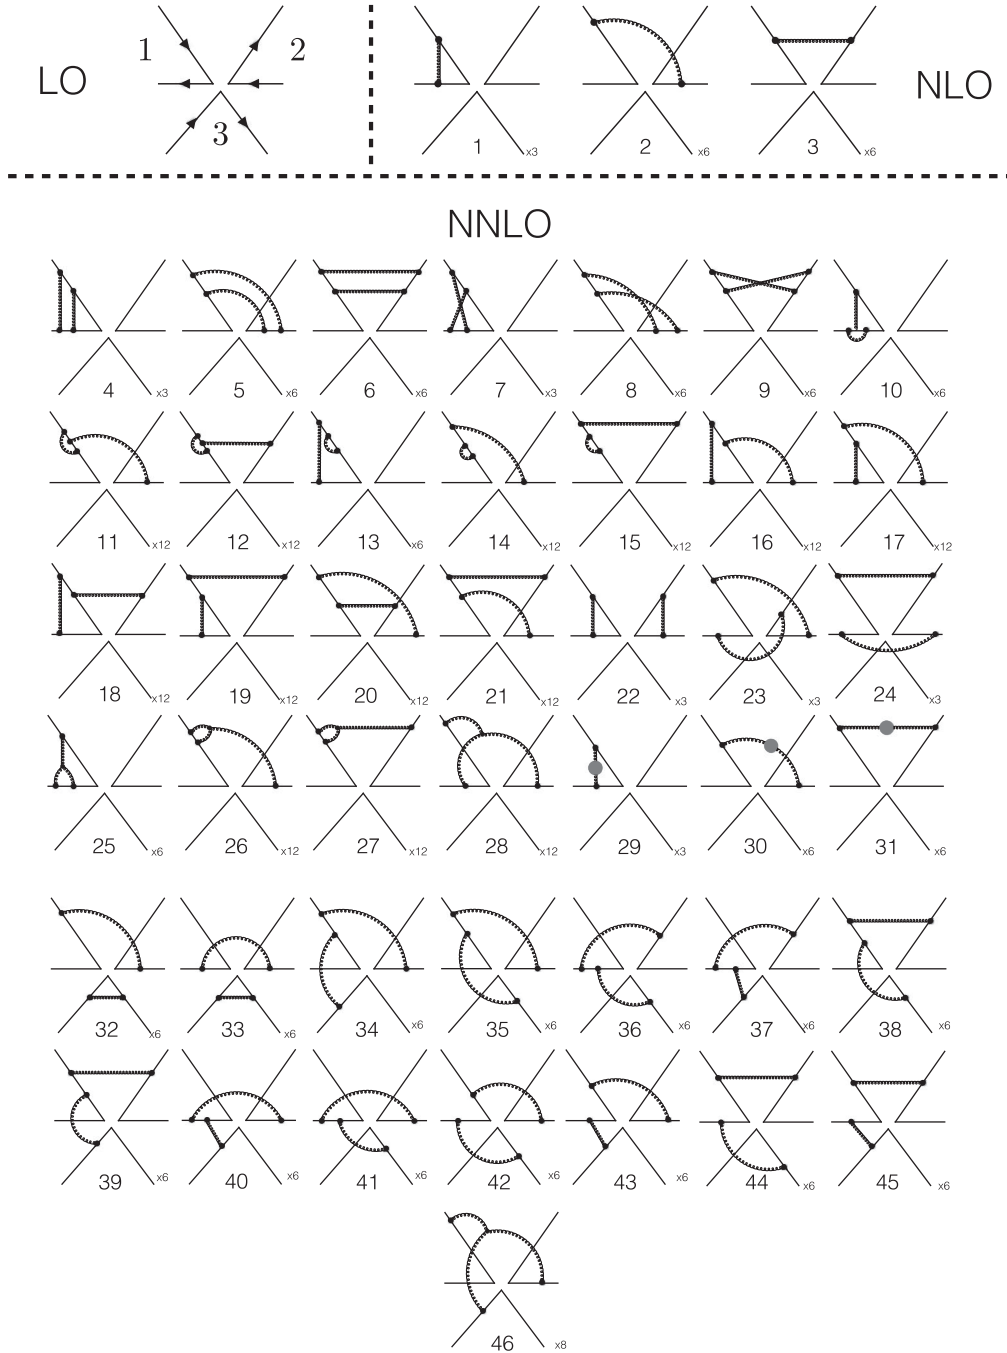 LO
1
2
3
NLO
1 x3
2 x6
3 x6
NNLO
4 x3
5 x6
6 x6
7 x3
8 x6
9 x6
10 x6
11 x12
12 x12
13 x6
14 x12
15 x12
16 x12
17 x12
18 x12
19 x12
20 x12
21 x12
22 x3
23 x3
24 x3
25 x6
26 x12
27 x12
28 x12
29 x3
30 x6
31 x6
32 x6
33 x6
34 x6
35 x6
36 x6
37 x6
38 x6
39 x6
40 x6
41 x6
42 x6
43 x6
44 x6
45 x6
46 x8